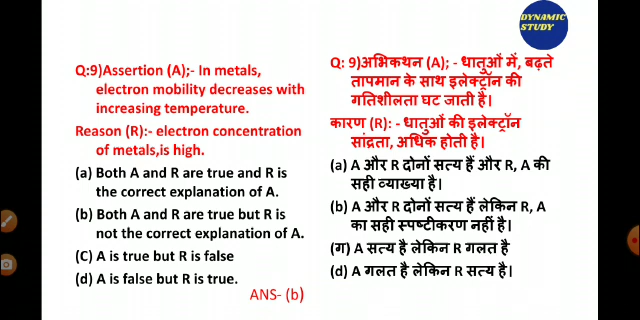 DYNAMIC
STUDY
Q:9)Assertion (A);- In metals,
electron mobility decreases with
increasing temperature.
Reason (R):- electron concentration
of metals,is high.
(a) Both A and R are true and R is
the correct explanation of A.
(b) Both A and R are true but R is
not the correct explanation of A.
(C) A is true but R is false
(d) A is false but R is true.
ANS- (b)
Q: 9)अभिकथन (A); - धातुओं में, बढ़ते
तापमान के साथ इलेक्ट्रॉन की
गतिशीलता घट जाती है।
कारण (R): - धातुओं की इलेक्ट्रॉन
सांद्रता, अधिक होती है।
(a) A और R दोनों सत्य हैं और R, A की
सही व्याख्या है।
(b) A और R दोनों सत्य हैं लेकिन R, A
का सही स्पष्टीकरण नहीं है।
(ग) A सत्य है लेकिन R गलत है
(d) A गलत है लेकिन R सत्य है।